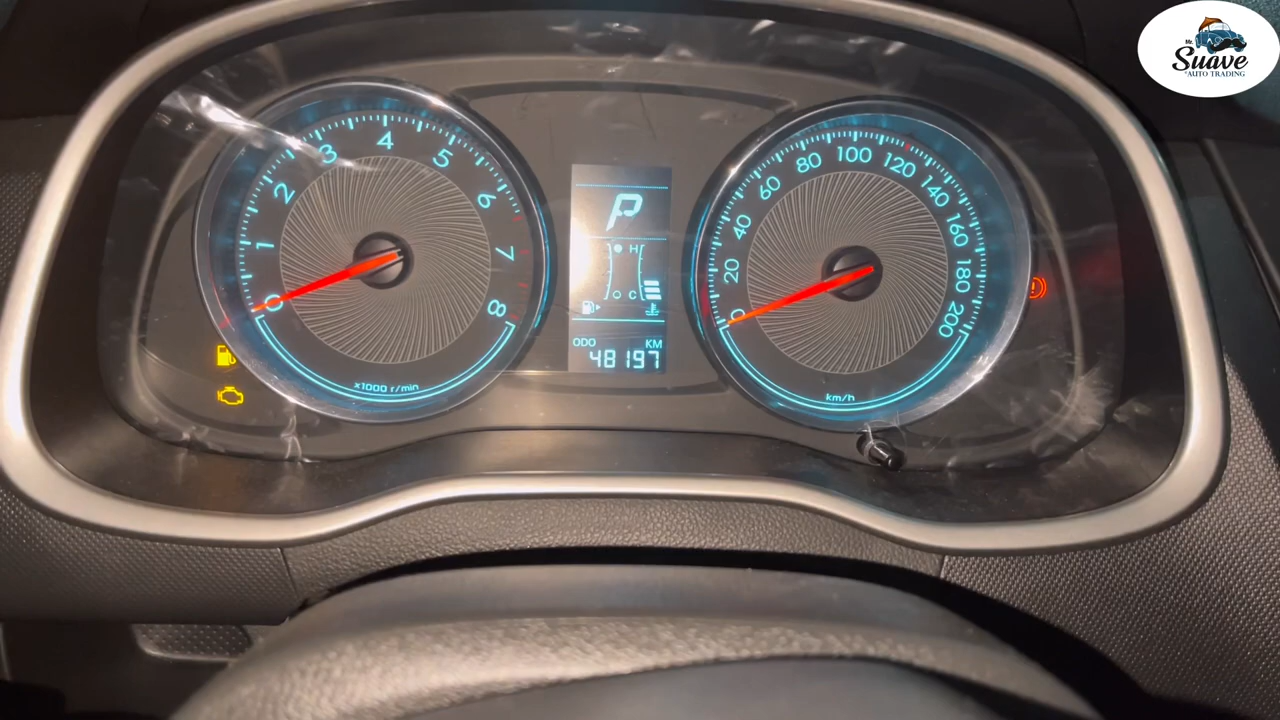 Mr.
Suave
AUTO TRADING
0 1 2 3 4 5 6 7 8
x1000 r/min
P
H
C
ODO KM
48197
0 20 40 60 80 100 120 140 160 180 200
km/h